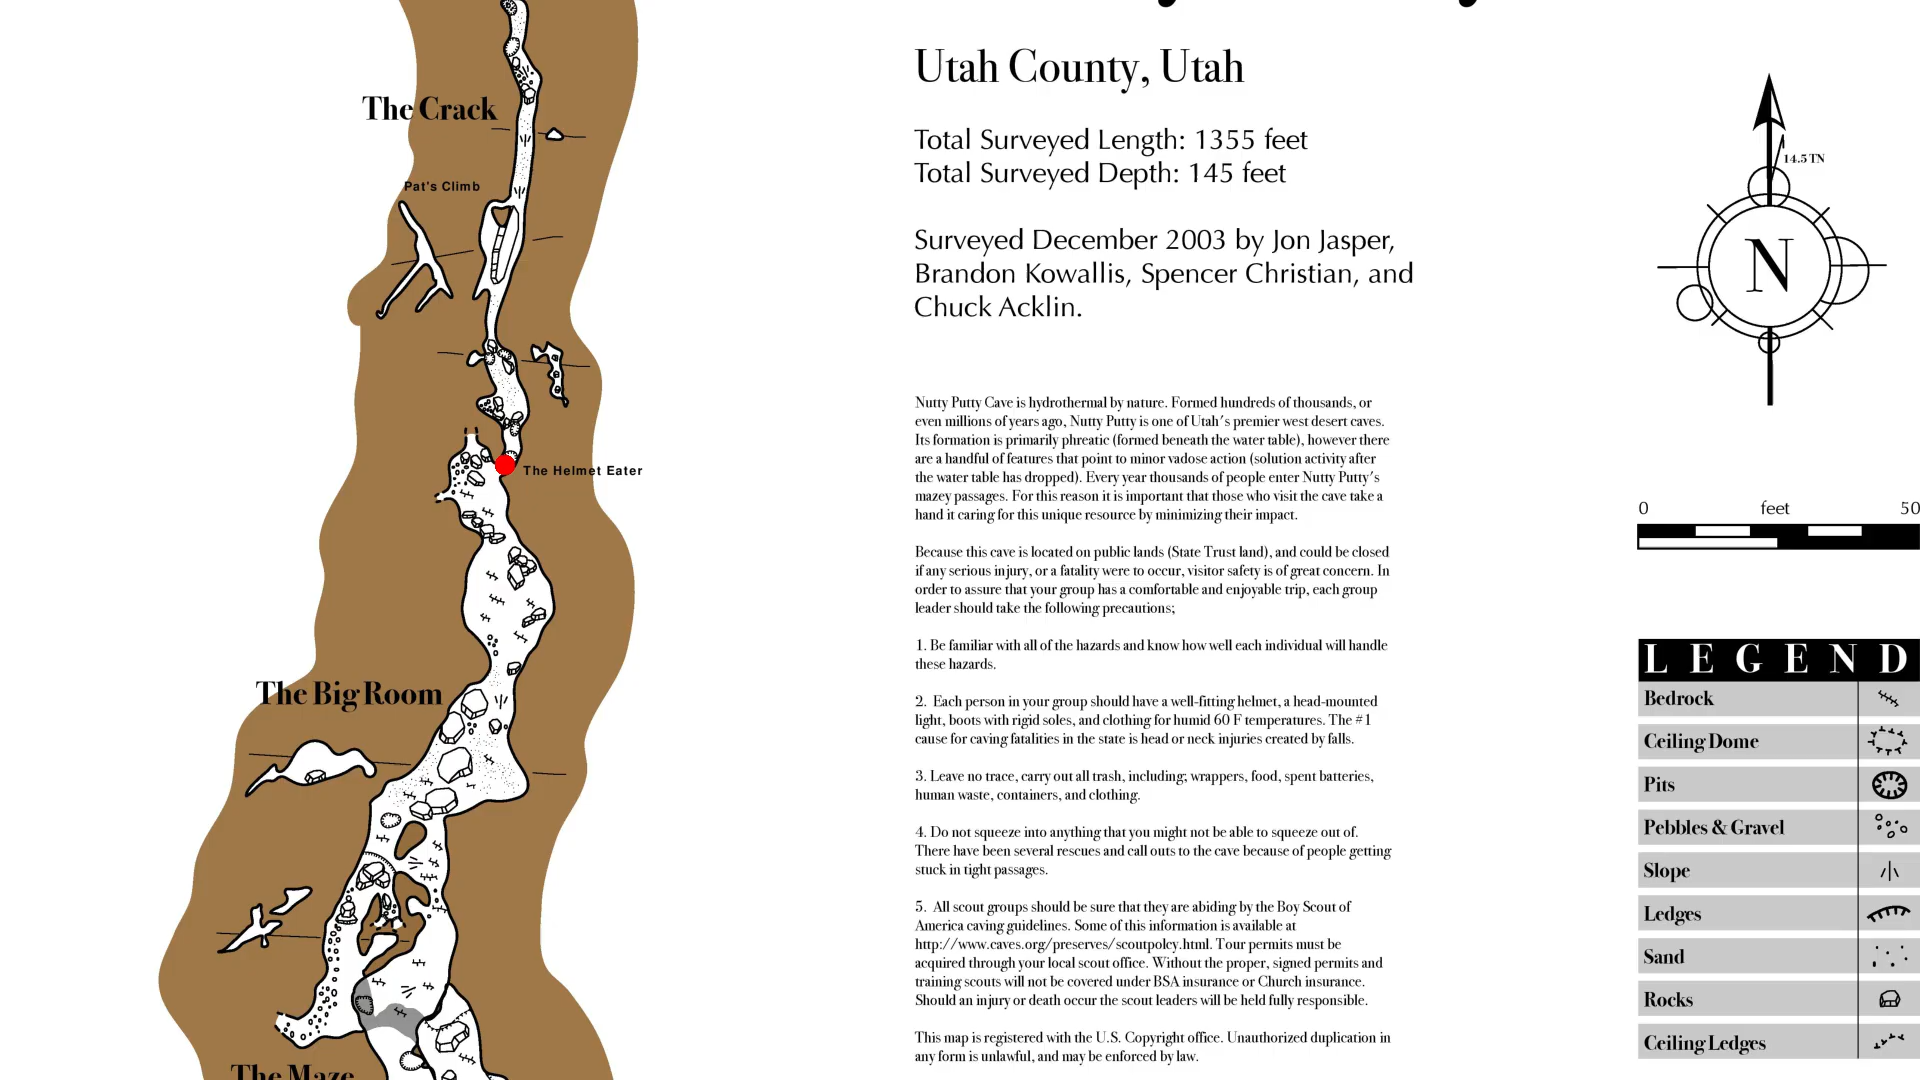 The Crack
Pat's Climb
The Helmet Eater
The Big Room
The Maze
Utah County, Utah
Total Surveyed Length: 1355 feet
Total Surveyed Depth: 145 feet
Surveyed December 2003 by Jon Jasper,
Brandon Kowallis, Spencer Christian, and
Chuck Acklin.
Nutty Putty Cave is hydrothermal by nature. Formed hundreds of thousands, or
even millions of years ago, Nutty Putty is one of Utah's premier west desert caves.
Its formation is primarily phreatic (formed beneath the water table), however there
are a handful of features that point to minor vadose action (solution activity after
the water table has dropped). Every year thousands of people enter Nutty Putty's
mazey passages. For this reason it is important that those who visit the cave take a
hand it caring for this unique resource by minimizing their impact.
Because this cave is located on public lands (State Trust land), and could be closed
if any serious injury, or a fatality were to occur, visitor safety is of great concern. In
order to assure that your group has a comfortable and enjoyable trip, each group
leader should take the following precautions;
1. Be familiar with all of the hazards and know how well each individual will handle
these hazards.
2. Each person in your group should have a well-fitting helmet, a head-mounted
light, boots with rigid soles, and clothing for humid 60 F temperatures. The #1
cause for caving fatalities in the state is head or neck injuries created by falls.
3. Leave no trace, carry out all trash, including; wrappers, food, spent batteries,
human waste, containers, and clothing.
4. Do not squeeze into anything that you might not be able to squeeze out of.
There have been several rescues and call outs to the cave because of people getting
stuck in tight passages.
5. All scout groups should be sure that they are abiding by the Boy Scout of
America caving guidelines. Some of this information is available at
http://www.caves.org/preserves/scoutpolcy.html. Tour permits must be
acquired through your local scout office. Without the proper, signed permits and
training scouts will not be covered under BSA insurance or Church insurance.
Should an injury or death occur the scout leaders will be held fully responsible.
This map is registered with the U.S. Copyright office. Unauthorized duplication in
any form is unlawful, and may be enforced by law.
14.5 TN
N
0 feet 50
LEGEND
Bedrock
Ceiling Dome
Pits
Pebbles & Gravel
Slope
Ledges
Sand
Rocks
Ceiling Ledges